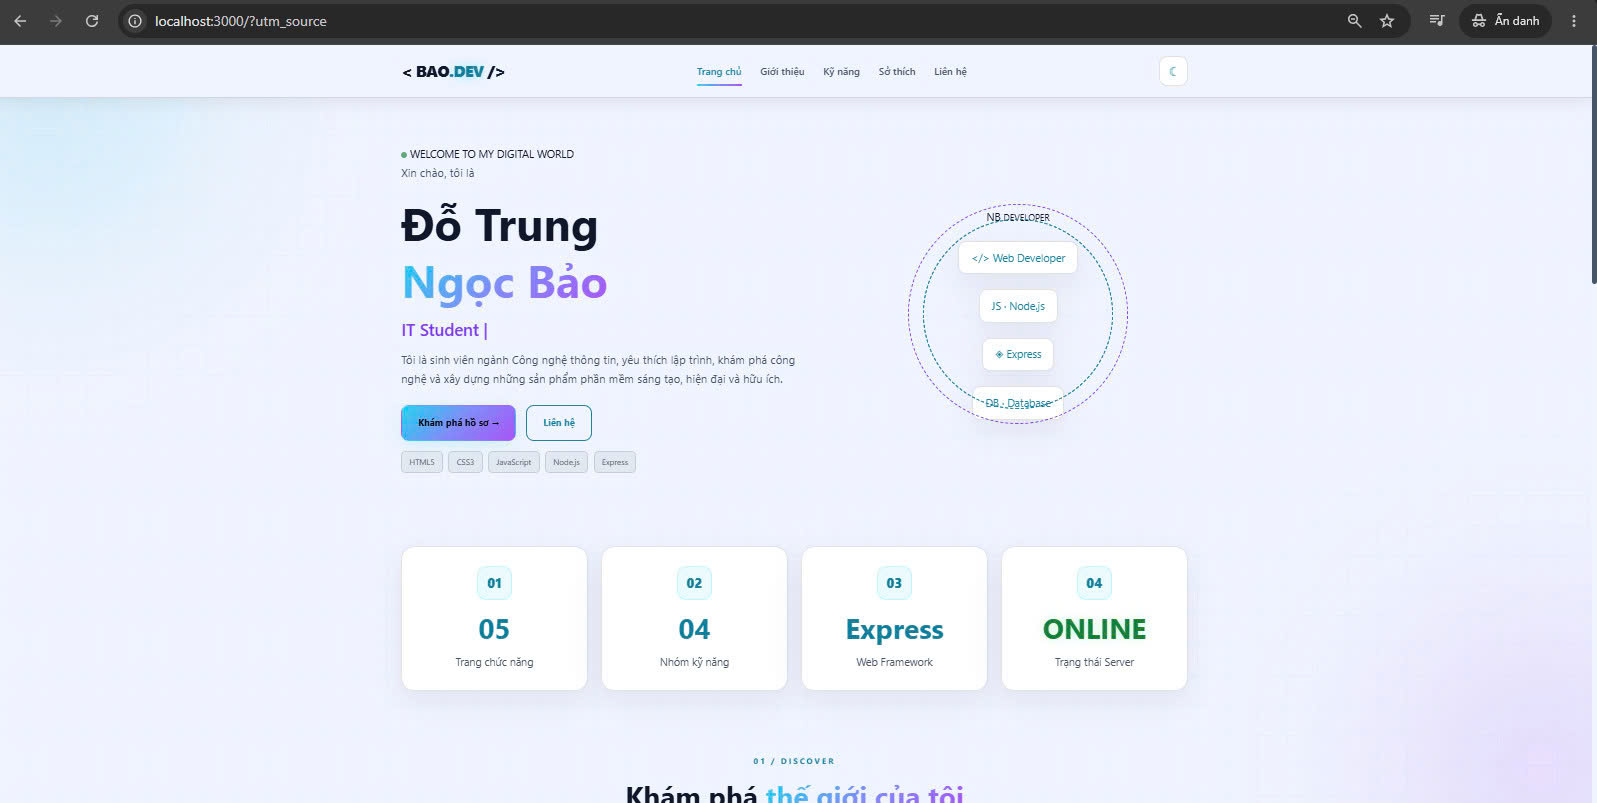 localhost:3000/?utm_source
Ẩn danh
< BAO.DEV />
Trang chủ
Giới thiệu
Kỹ năng
Sở thích
Liên hệ
WELCOME TO MY DIGITAL WORLD
Xin chào, tôi là
Đỗ Trung
Ngọc Bảo
IT Student |
Tôi là sinh viên ngành Công nghệ thông tin, yêu thích lập trình, khám phá công
nghệ và xây dựng những sản phẩm phần mềm sáng tạo, hiện đại và hữu ích.
Khám phá hồ sơ →
Liên hệ
HTML5
CSS3
JavaScript
Node.js
Express
NB DEVELOPER
</> Web Developer
JS · Node.js
◈ Express
DB · Database
01
05
Trang chức năng
02
04
Nhóm kỹ năng
03
Express
Web Framework
04
ONLINE
Trạng thái Server
01 / DISCOVER
Khám phá thế giới của tôi